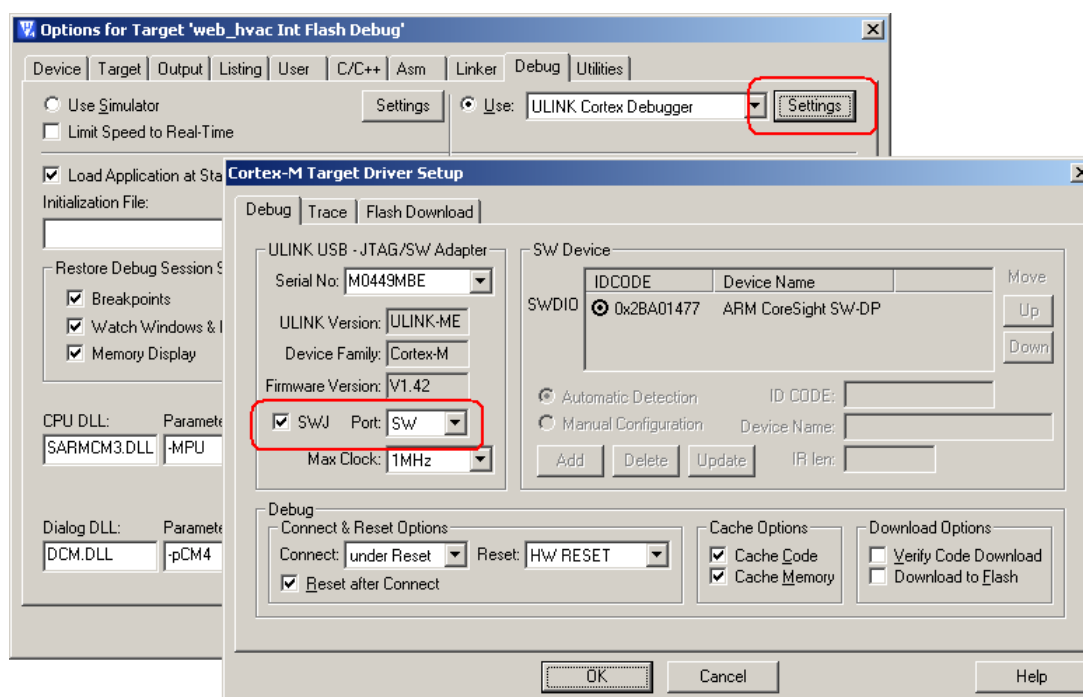 Options for Target 'web_hvac Int Flash Debug'
Device Target Output Listing User C/C++ Asm Linker Debug Utilities
Use Simulator Settings Use: ULINK Cortex Debugger Settings
Limit Speed to Real-Time
Load Application at Sta
Initialization File:
Restore Debug Session S
Breakpoints
Watch Windows &
Memory Display
CPU DLL: Paramete
SARMCM3.DLL -MPU
Dialog DLL: Paramete
DCM.DLL -pCM4
Cortex-M Target Driver Setup
Debug Trace Flash Download
ULINK USB - JTAG/SW Adapter
Serial No: M0449MBE
ULINK Version: ULINK-ME
Device Family: Cortex-M
Firmware Version: V1.42
SWJ Port: SW
Max Clock: 1MHz
SW Device
IDCODE Device Name Move
SWDIO 0x2BA01477 ARM CoreSight SW-DP Up
Down
Automatic Detection ID CODE:
Manual Configuration Device Name:
Add Delete Update IR len:
Debug
Connect & Reset Options
Connect: under Reset Reset: HW RESET
Reset after Connect
Cache Options
Cache Code
Cache Memory
Download Options
Verify Code Download
Download to Flash
OK Cancel Help